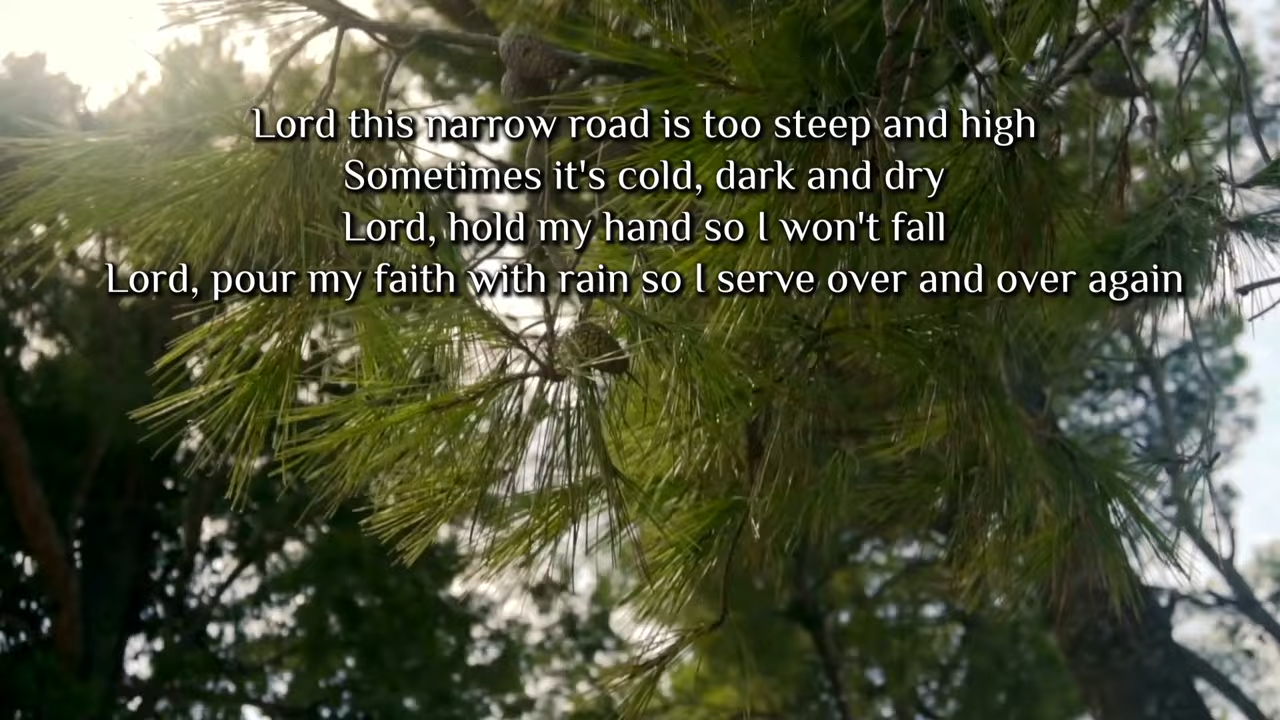 Lord this narrow road is too steep and high
Sometimes it's cold, dark and dry
Lord, hold my hand so I won't fall
Lord, pour my faith with rain so I serve over and over again